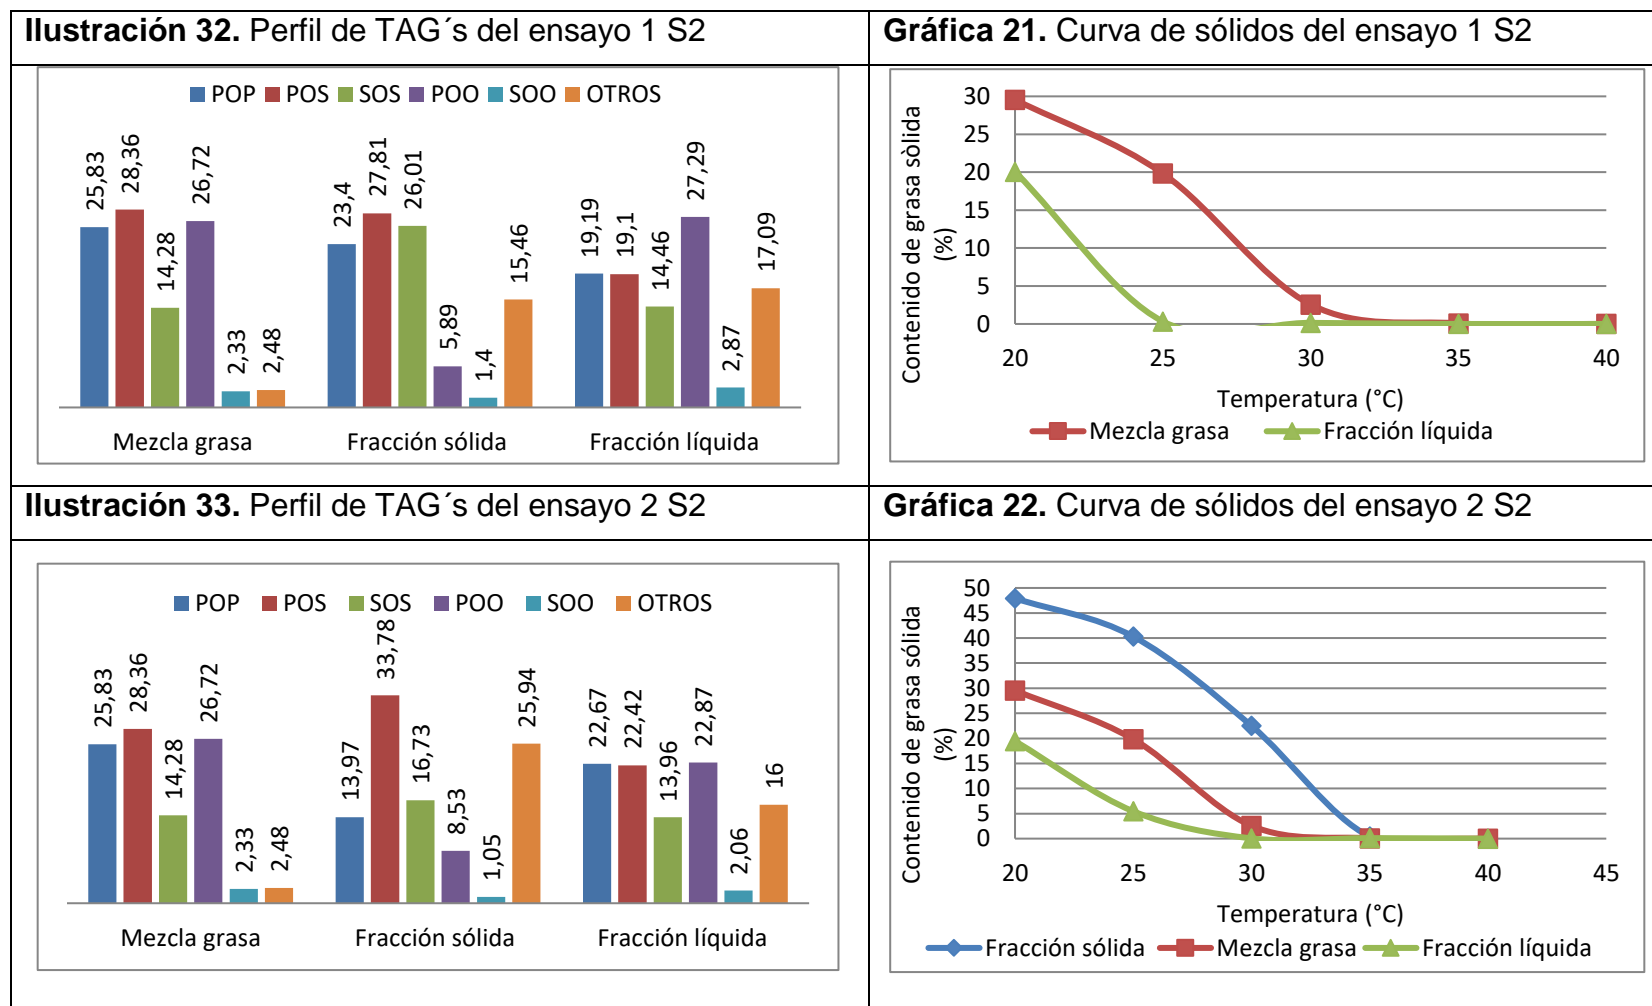 Ilustración 32. Perfil de TAG´s del ensayo 1 S2
POP POS SOS POO SOO OTROS
25,83 28,36 14,28 26,72 2,33 2,48
23,4 27,81 26,01 5,89 1,4 15,46
19,19 19,1 14,46 27,29 2,87 17,09
Mezcla grasa Fracción sólida Fracción líquida
Gráfica 21. Curva de sólidos del ensayo 1 S2
Contenido de grasa sòlida
(%)
30
25
20
15
10
5
0
20 25 30 35 40
Temperatura (°C)
Mezcla grasa Fracción líquida
Ilustración 33. Perfil de TAG´s del ensayo 2 S2
POP POS SOS POO SOO OTROS
25,83 28,36 14,28 26,72 2,33 2,48
13,97 33,78 16,73 8,53 1,05 25,94
22,67 22,42 13,96 22,87 2,06 16
Mezcla grasa Fracción sólida Fracción líquida
Gráfica 22. Curva de sólidos del ensayo 2 S2
Contenido de grasa sólida
(%)
50
45
40
35
30
25
20
15
10
5
0
20 25 30 35 40 45
Temperatura (°C)
Fracción sólida Mezcla grasa Fracción líquida